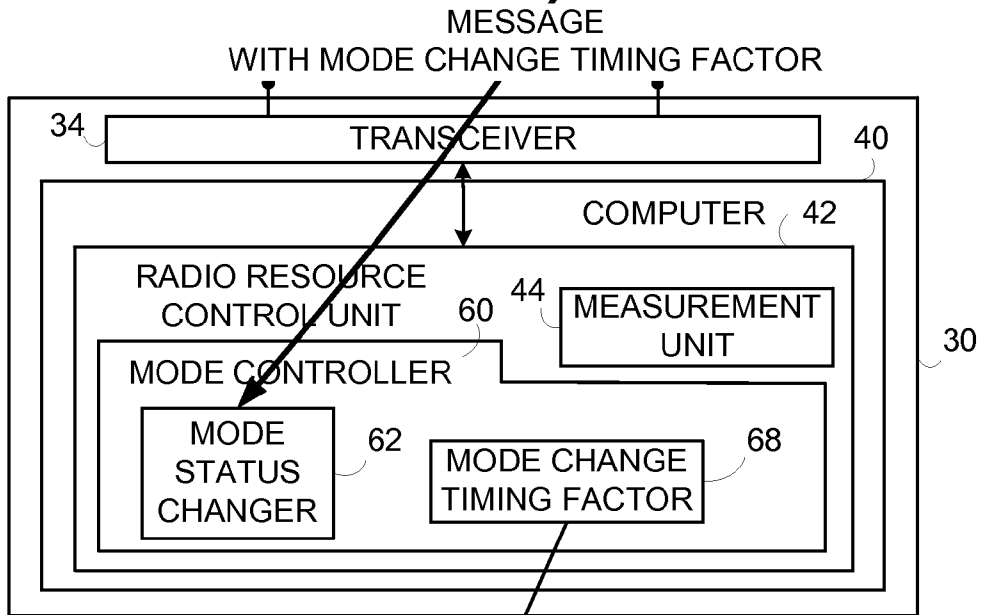 MESSAGE
WITH MODE CHANGE TIMING FACTOR
34
TRANSCEIVER
40
COMPUTER
42
RADIO RESOURCE
CONTROL UNIT
44
MEASUREMENT
UNIT
60
30
MODE CONTROLLER
MODE
STATUS
CHANGER
62
MODE CHANGE
TIMING FACTOR
68